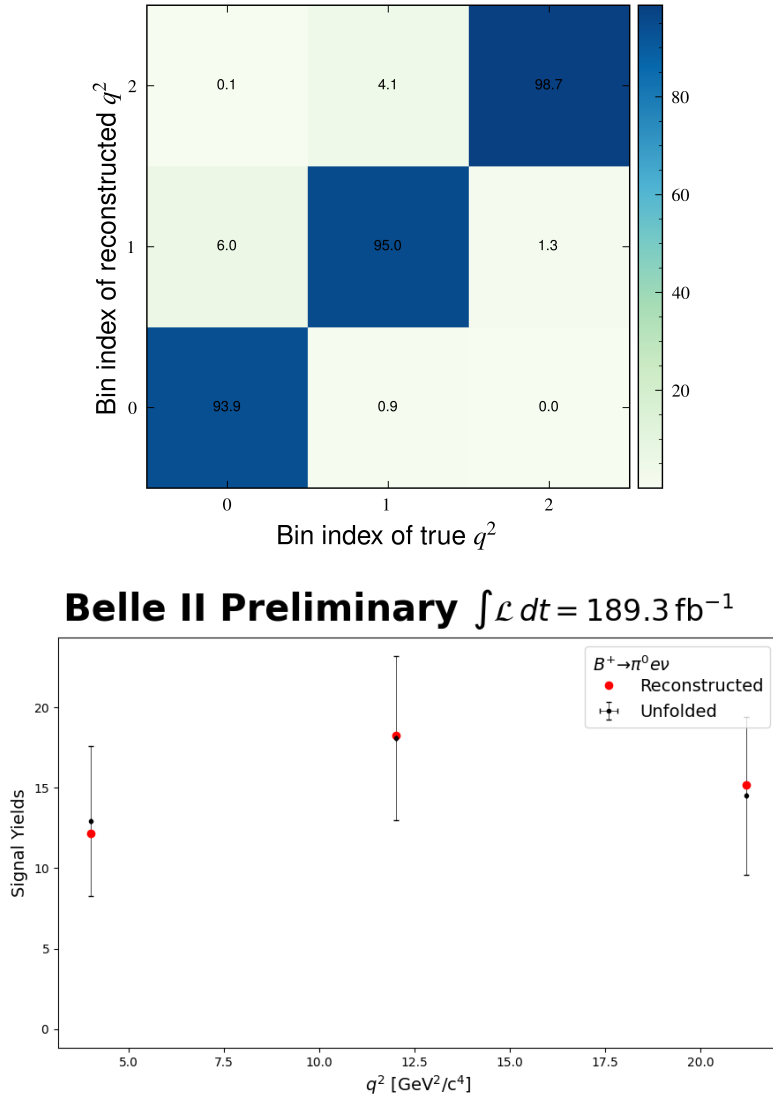 Bin index of reconstructed q²
2
1
0
0.1 4.1 98.7
6.0 95.0 1.3
93.9 0.9 0.0
0 1 2
Bin index of true q²
80
60
40
20
Belle II Preliminary ∫ℒ dt = 189.3 fb⁻¹
Signal Yields
20
15
10
5
0
B⁺→π⁰eν
Reconstructed
Unfolded
5.0 7.5 10.0 12.5 15.0 17.5 20.0
q² [GeV²/c⁴]